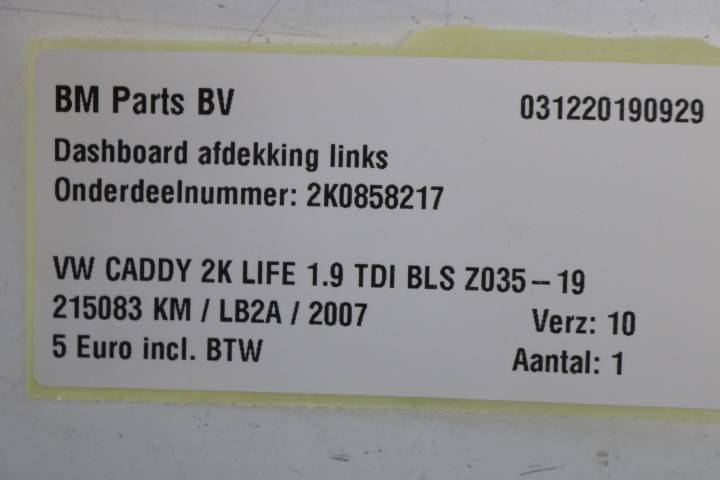 BM Parts BV 031220190929
Dashboard afdekking links
Onderdeelnummer: 2K0858217
VW CADDY 2K LIFE 1.9 TDI BLS Z035 – 19
215083 KM / LB2A / 2007 Verz: 10
5 Euro incl. BTW Aantal: 1